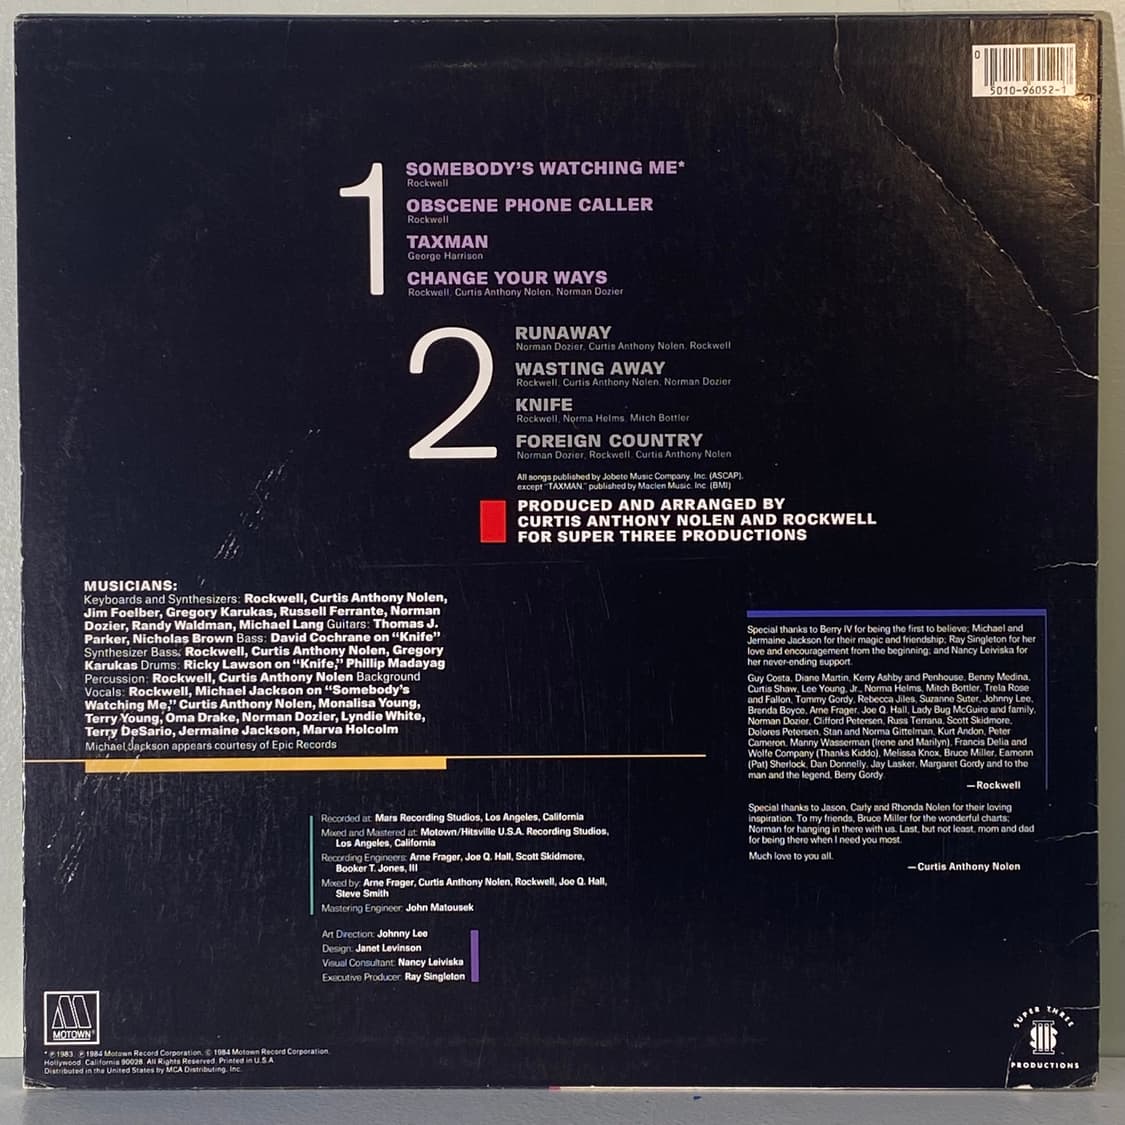 0
5010-96052-1
1
SOMEBODY'S WATCHING ME*
Rockwell
OBSCENE PHONE CALLER
Rockwell
TAXMAN
George Harrison
CHANGE YOUR WAYS
Rockwell, Curtis Anthony Nolen, Norman Dozier
2
RUNAWAY
Norman Dozier, Curtis Anthony Nolen, Rockwell
WASTING AWAY
Rockwell, Curtis Anthony Nolen, Norman Dozier
KNIFE
Rockwell, Norma Helms, Mitch Bottler
FOREIGN COUNTRY
Norman Dozier, Rockwell, Curtis Anthony Nolen
All songs published by Jobete Music Company, Inc. (ASCAP),
except "TAXMAN," published by Maclen Music, Inc. (BMI)
PRODUCED AND ARRANGED BY
CURTIS ANTHONY NOLEN AND ROCKWELL
FOR SUPER THREE PRODUCTIONS
MUSICIANS:
Keyboards and Synthesizers: Rockwell, Curtis Anthony Nolen,
Jim Foelber, Gregory Karukas, Russell Ferrante, Norman
Dozier, Randy Waldman, Michael Lang Guitars: Thomas J.
Parker, Nicholas Brown Bass: David Cochrane on "Knife"
Synthesizer Bass: Rockwell, Curtis Anthony Nolen, Gregory
Karukas Drums: Ricky Lawson on "Knife," Phillip Madayag
Percussion: Rockwell, Curtis Anthony Nolen Background
Vocals: Rockwell, Michael Jackson on "Somebody's
Watching Me," Curtis Anthony Nolen, Monalisa Young,
Terry Young, Oma Drake, Norman Dozier, Lyndie White,
Terry DeSario, Jermaine Jackson, Marva Holcolm
Michael Jackson appears courtesy of Epic Records
Special thanks to Berry IV for being the first to believe; Michael and
Jermaine Jackson for their magic and friendship; Ray Singleton for her
love and encouragement from the beginning; and Nancy Leiviska for
her never-ending support.
Guy Costa, Diane Martin, Kerry Ashby and Penhouse, Benny Medina,
Curtis Shaw, Lee Young, Jr., Norma Helms, Mitch Bottler, Trela Rose
and Fallon, Tommy Gordy, Rebecca Jiles, Suzanne Suter, Johnny Lee,
Brenda Boyce, Arne Frager, Joe Q. Hall, Lady Bug McGuire and family,
Norman Dozier, Clifford Petersen, Russ Terrana, Scott Skidmore,
Dolores Petersen, Stan and Norma Gittelman, Kurt Andon, Peter
Cameron, Manny Wasserman (Irene and Marilyn), Francis Delia and
Wolfe Company (Thanks Kiddo), Melissa Knox, Bruce Miller, Eamonn
(Pat) Sherlock, Dan Donnelly, Jay Lasker, Margaret Gordy and to the
man and the legend, Berry Gordy.
—Rockwell
Special thanks to Jason, Carly and Rhonda Nolen for their loving
inspiration. To my friends, Bruce Miller for the wonderful charts;
Norman for hanging in there with us. Last, but not least, mom and dad
for being there when I need you most.
Much love to you all.
—Curtis Anthony Nolen
Recorded at: Mars Recording Studios, Los Angeles, California
Mixed and Mastered at: Motown/Hitsville U.S.A. Recording Studios,
Los Angeles, California
Recording Engineers: Arne Frager, Joe Q. Hall, Scott Skidmore,
Booker T. Jones, III
Mixed by: Arne Frager, Curtis Anthony Nolen, Rockwell, Joe Q. Hall,
Steve Smith
Mastering Engineer: John Matousek
Art Direction: Johnny Lee
Design: Janet Levinson
Visual Consultant: Nancy Leiviska
Executive Producer: Ray Singleton
MOTOWN®
* ℗1983, ℗1984 Motown Record Corporation. © 1984 Motown Record Corporation.
Hollywood, California 90028. All Rights Reserved. Printed in U.S.A.
Distributed in the United States by MCA Distributing, Inc.
SUPER THREE
PRODUCTIONS